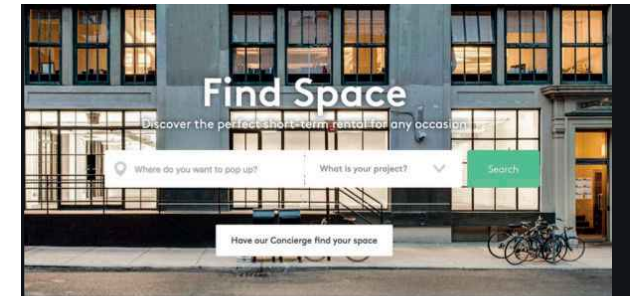 Find Space
Discover the perfect short-term rental for any occasion
Where do you want to pop up?
What is your project?
Search
Have our Concierge find your space